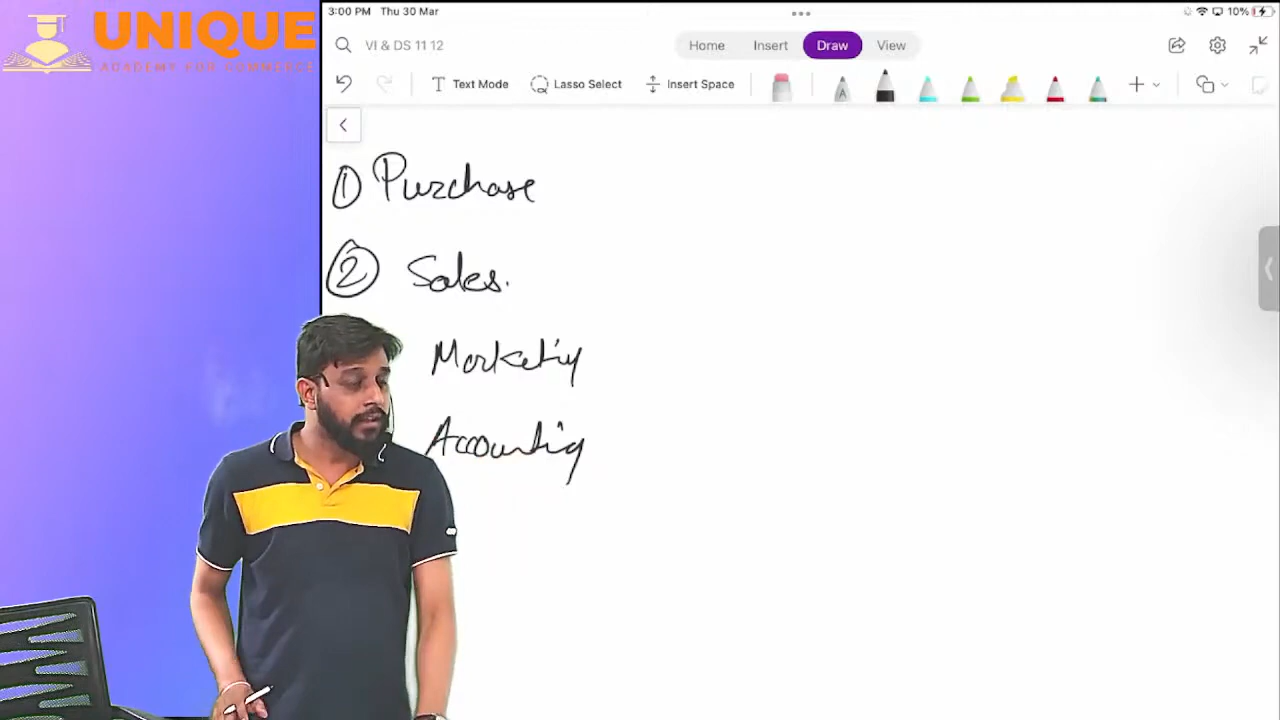 UNIQUE
ACADEMY FOR COMMERCE
3:00 PM Thu 30 Mar
10%
VI & DS 11 12
Home Insert Draw View
Text Mode Lasso Select Insert Space
A
① Purchase
② Sales.
Marketing
Accounting